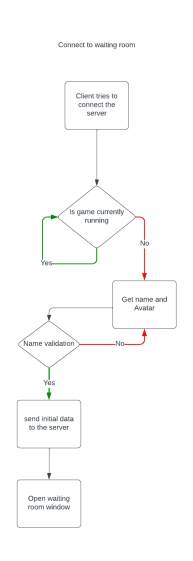 Connect to waiting room
Client tries to
connect the
server
Is game currently
running
No
Yes
Get name and
Avatar
Name validation
No
Yes
send initial data
to the server
Open waiting
room window